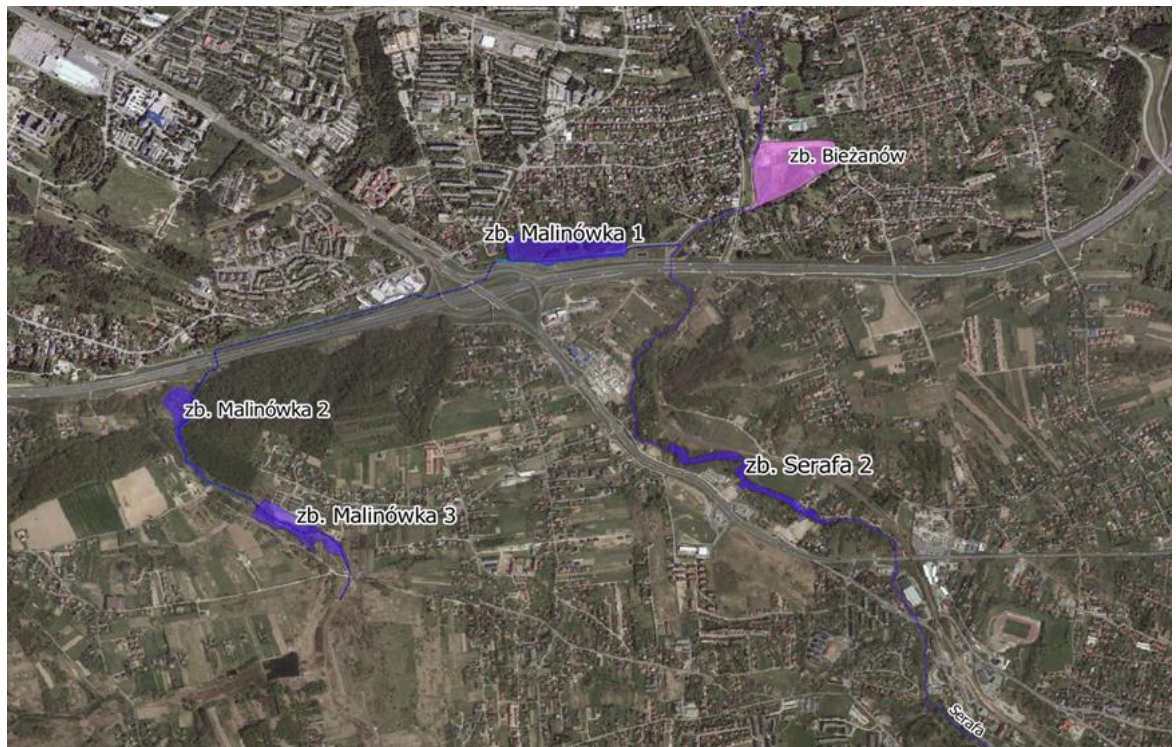 zb. Bieżanów
zb. Malinówka 1
zb. Malinówka 2
zb. Serafa 2
zb. Malinówka 3
Serafa